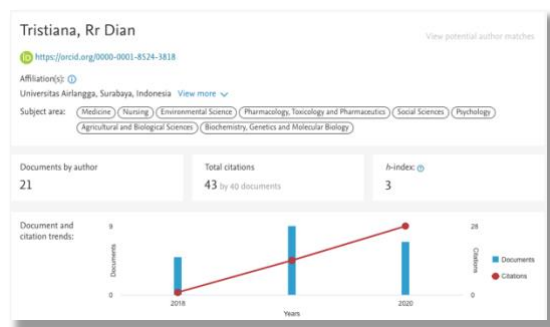 Tristiana, Rr Dian
View potential author matches
iD https://orcid.org/0000-0001-8524-3818
Affiliation(s):
Universitas Airlangga, Surabaya, Indonesia View more
Subject area: Medicine Nursing Environmental Science Pharmacology, Toxicology and Pharmaceutics Social Sciences Psychology
Agricultural and Biological Sciences Biochemistry, Genetics and Molecular Biology
Documents by author
21
Total citations
43 by 40 documents
h-index:
3
Document and
citation trends:
9
Documents
0
28
Citations
0
2018
2020
Years
Documents
Citations